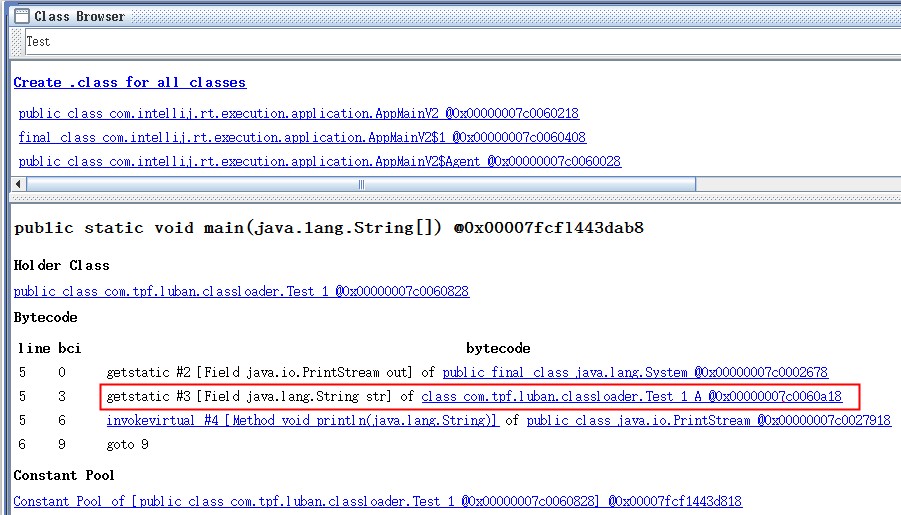 Class Browser
Test
Create .class for all classes
public class com.intellij.rt.execution.application.AppMainV2 @0x00000007c0060218
final class com.intellij.rt.execution.application.AppMainV2$1 @0x00000007c0060408
public class com.intellij.rt.execution.application.AppMainV2$Agent @0x00000007c0060028
public static void main(java.lang.String[]) @0x00007fcf1443dab8
Holder Class
public class com.tpf.luban.classloader.Test_1 @0x00000007c0060828
Bytecode
line bci bytecode
5 0 getstatic #2 [Field java.io.PrintStream out] of public final class java.lang.System @0x00000007c0002678
5 3 getstatic #3 [Field java.lang.String str] of class com.tpf.luban.classloader.Test_1_A @0x00000007c0060a18
5 6 invokevirtual #4 [Method void println(java.lang.String)] of public class java.io.PrintStream @0x00000007c0027918
6 9 goto 9
Constant Pool
Constant Pool of [public class com.tpf.luban.classloader.Test_1 @0x00000007c0060828] @0x00007fcf1443d818